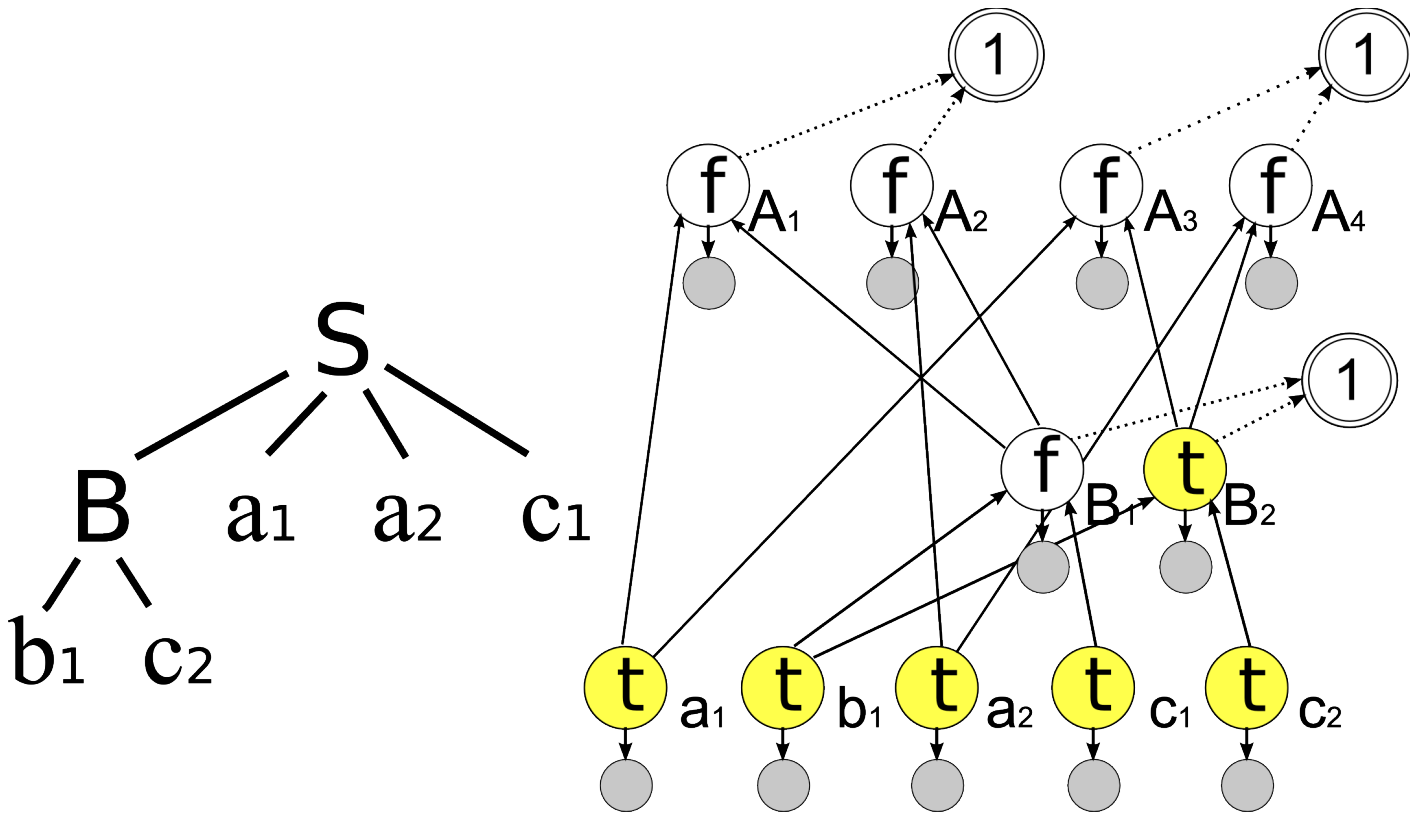 1 1
f f f f
A1 A2 A3 A4
S
1
f t
B a1 a2 c1 B1 B2
b1 c2
t t t t t
a1 b1 a2 c1 c2